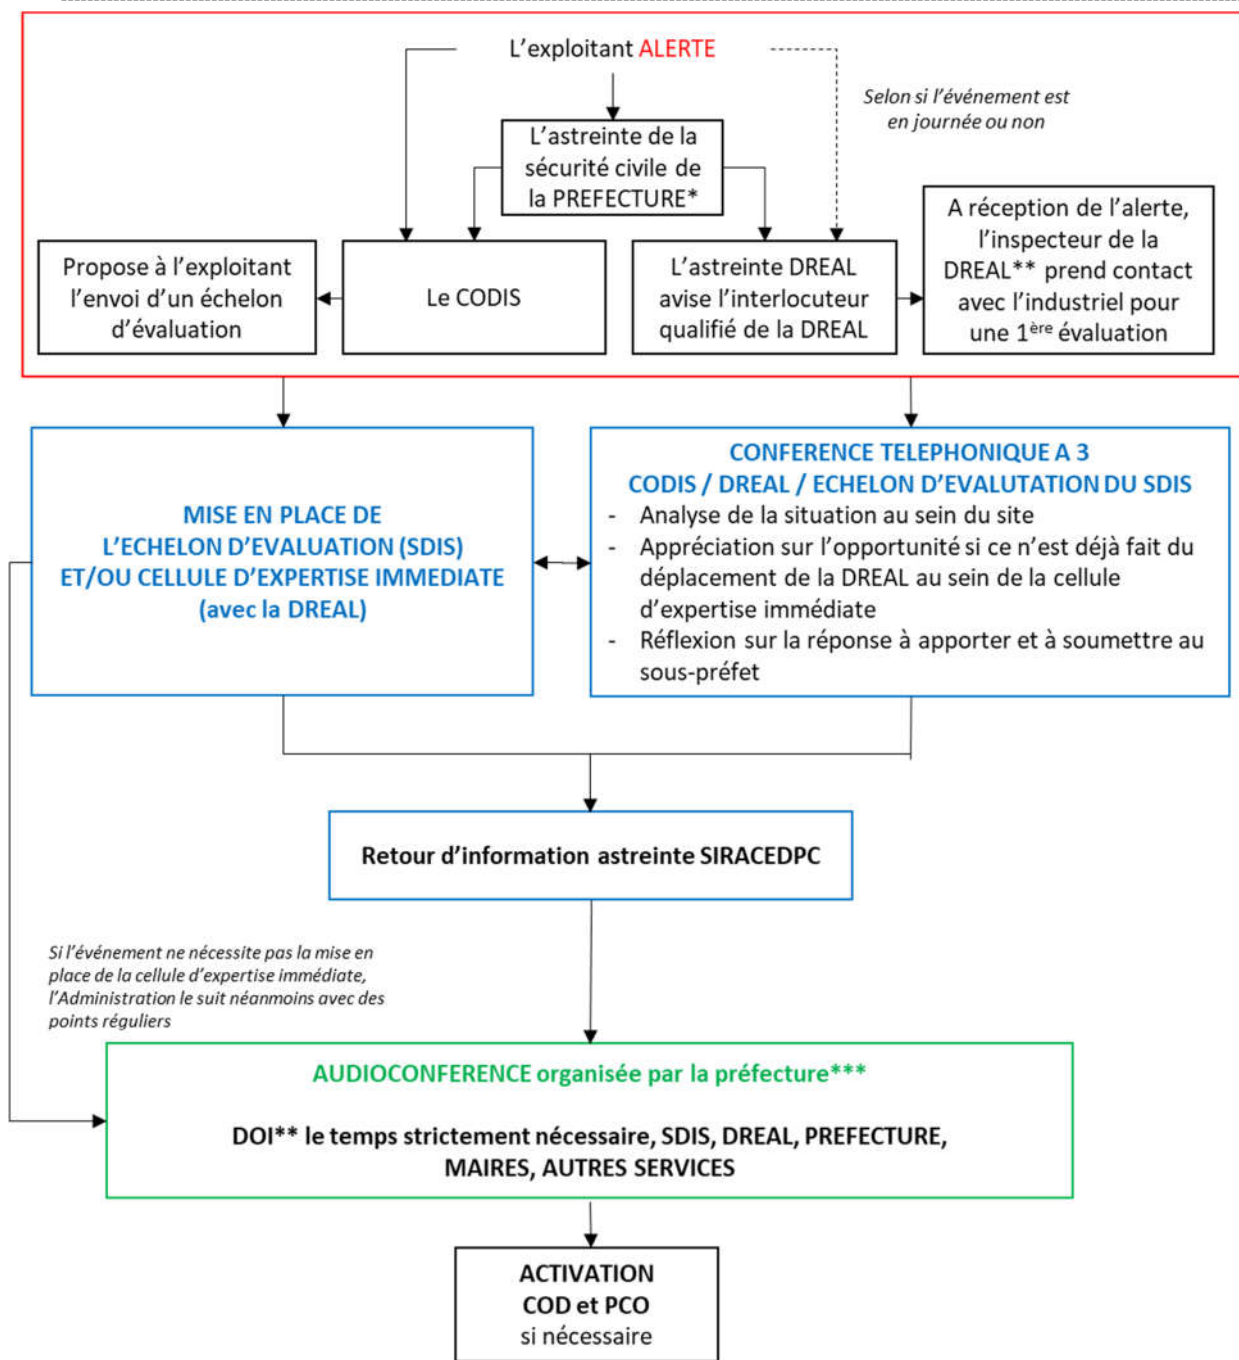 L'exploitant ALERTE
Selon si l'événement est
en journée ou non
L'astreinte de la
sécurité civile de
la PREFECTURE*
A réception de l'alerte,
l'inspecteur de la
DREAL** prend contact
avec l'industriel pour
une 1ère évaluation
Propose à l'exploitant
l'envoi d'un échelon
d'évaluation
Le CODIS
L'astreinte DREAL
avise l'interlocuteur
qualifié de la DREAL
MISE EN PLACE DE
L'ECHELON D'EVALUATION (SDIS)
ET/OU CELLULE D'EXPERTISE IMMEDIATE
(avec la DREAL)
CONFERENCE TELEPHONIQUE A 3
CODIS / DREAL / ECHELON D'EVALUTATION DU SDIS
- Analyse de la situation au sein du site
- Appréciation sur l'opportunité si ce n'est déjà fait du
déplacement de la DREAL au sein de la cellule
d'expertise immédiate
- Réflexion sur la réponse à apporter et à soumettre au
sous-préfet
Retour d'information astreinte SIRACEDPC
Si l'événement ne nécessite pas la mise en
place de la cellule d'expertise immédiate,
l'Administration le suit néanmoins avec des
points réguliers
AUDIOCONFERENCE organisée par la préfecture***
DOI** le temps strictement nécessaire, SDIS, DREAL, PREFECTURE,
MAIRES, AUTRES SERVICES
ACTIVATION
COD et PCO
si nécessaire